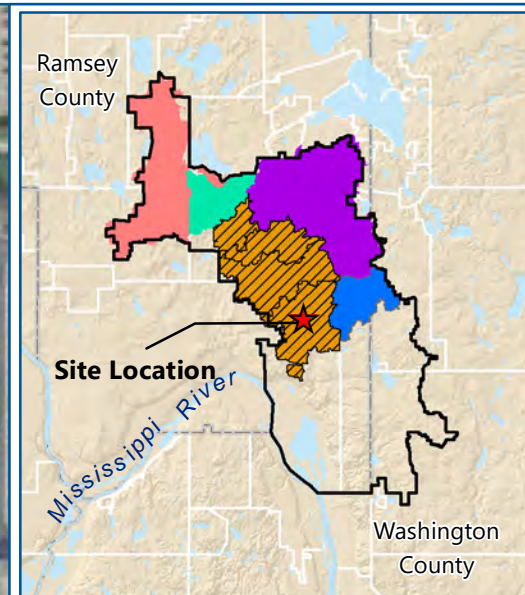 Ramsey
County
Site Location
Mississippi River
Washington
County